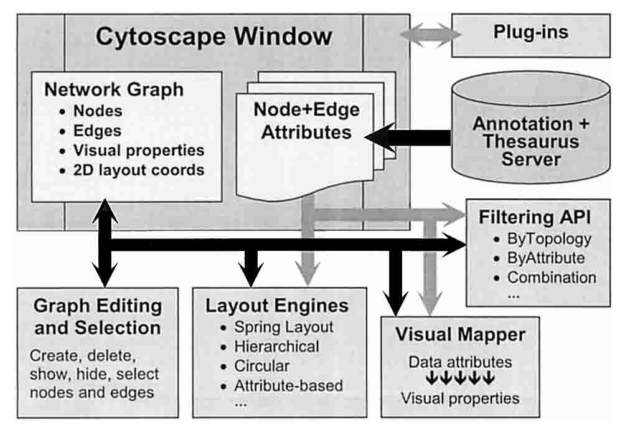 Cytoscape Window
Plug-ins
Network Graph
• Nodes
• Edges
• Visual properties
• 2D layout coords
Node+Edge
Attributes
Annotation +
Thesaurus
Server
Filtering API
• ByTopology
• ByAttribute
• Combination
...
Graph Editing
and Selection
Create, delete,
show, hide, select
nodes and edges
Layout Engines
• Spring Layout
• Hierarchical
• Circular
• Attribute-based
...
Visual Mapper
Data attributes
Visual properties